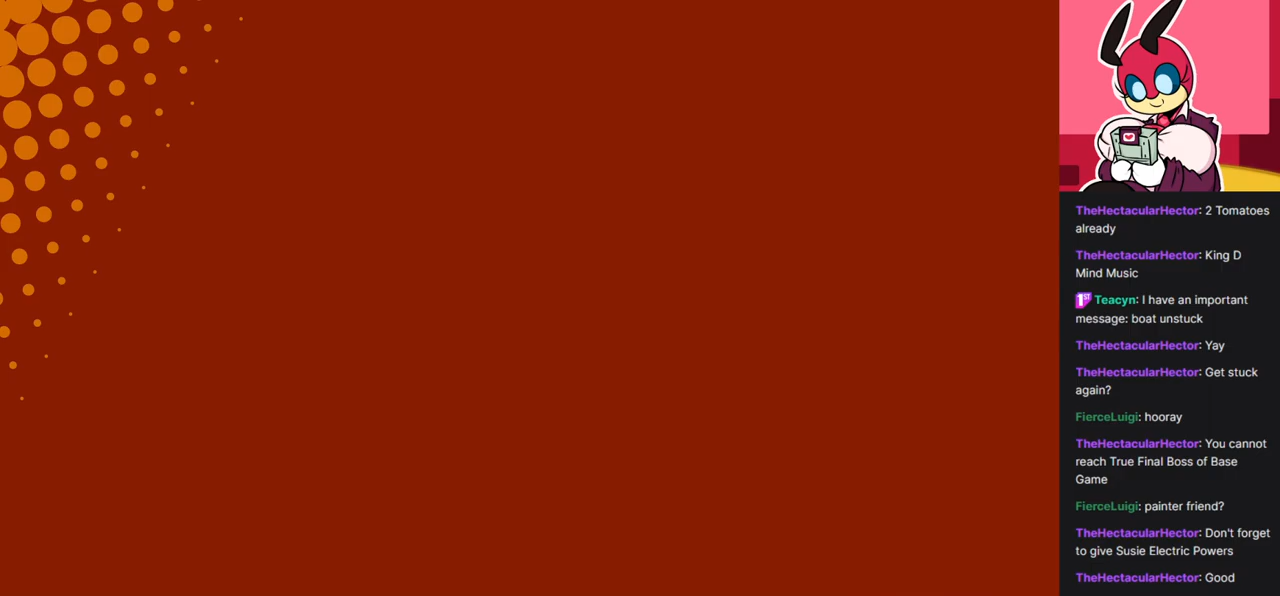 TheHectacularHector: 2 Tomatoes
already
TheHectacularHector: King D
Mind Music
1ST Teacyn: I have an important
message: boat unstuck
TheHectacularHector: Yay
TheHectacularHector: Get stuck
again?
FierceLuigi: hooray
TheHectacularHector: You cannot
reach True Final Boss of Base
Game
FierceLuigi: painter friend?
TheHectacularHector: Don't forget
to give Susie Electric Powers
TheHectacularHector: Good